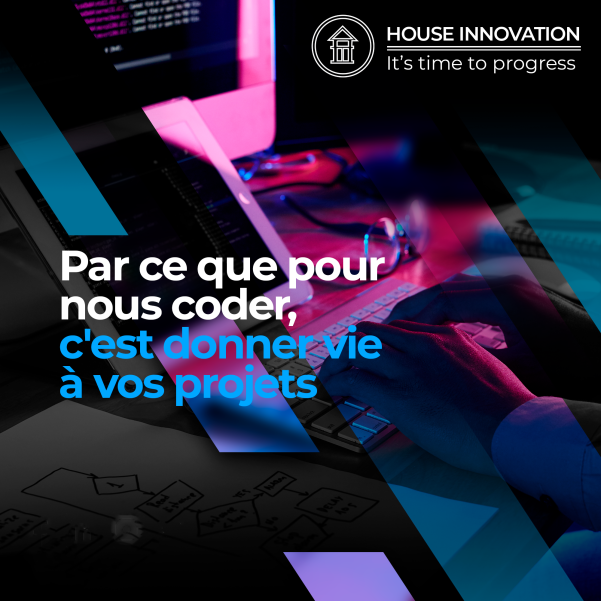 HOUSE INNOVATION
It's time to progress
Par ce que pour
nous coder,
c'est donner vie
à vos projets